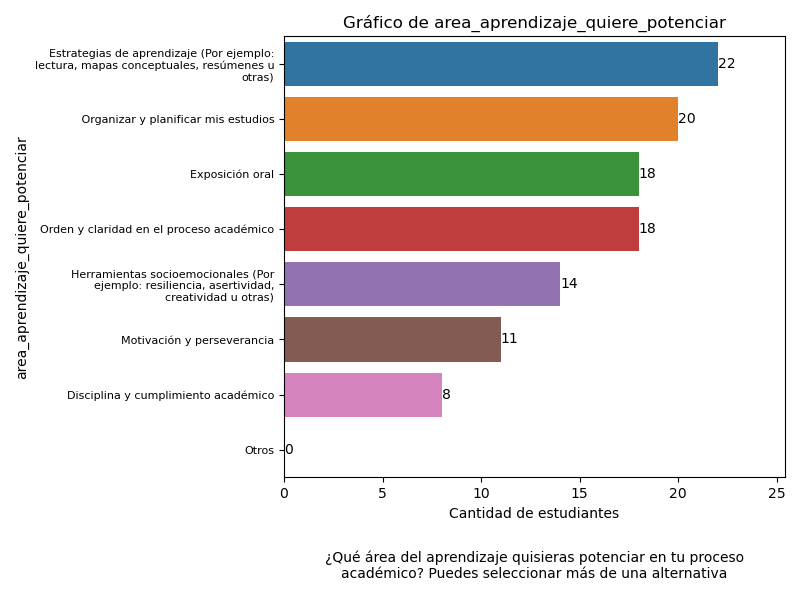 Gráfico de area_aprendizaje_quiere_potenciar
area_aprendizaje_quiere_potenciar
Estrategias de aprendizaje (Por ejemplo:
lectura, mapas conceptuales, resúmenes u
otras)
22
Organizar y planificar mis estudios
20
Exposición oral
18
Orden y claridad en el proceso académico
18
Herramientas socioemocionales (Por
ejemplo: resiliencia, asertividad,
creatividad u otras)
14
Motivación y perseverancia
11
Disciplina y cumplimiento académico
8
Otros
0
0 5 10 15 20 25
Cantidad de estudiantes
¿Qué área del aprendizaje quisieras potenciar en tu proceso
académico? Puedes seleccionar más de una alternativa